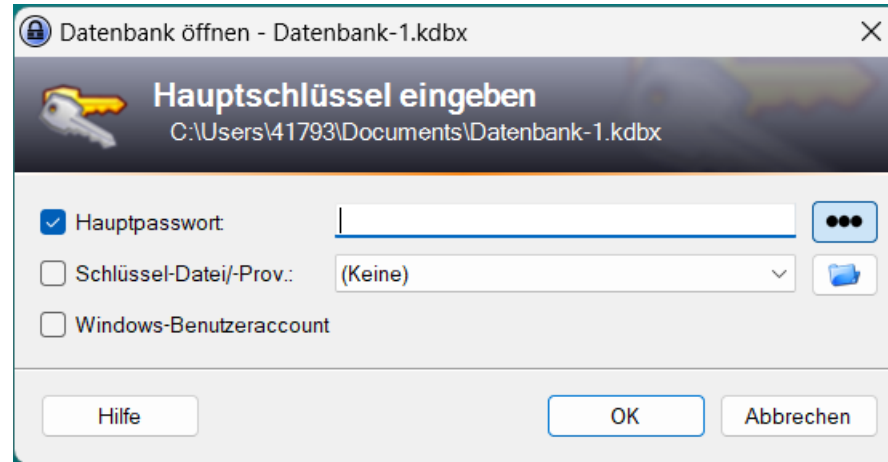 Datenbank öffnen - Datenbank-1.kdbx
Hauptschlüssel eingeben
C:\Users\41793\Documents\Datenbank-1.kdbx
Hauptpasswort:
Schlüssel-Datei/-Prov.: (Keine)
Windows-Benutzeraccount
Hilfe OK Abbrechen